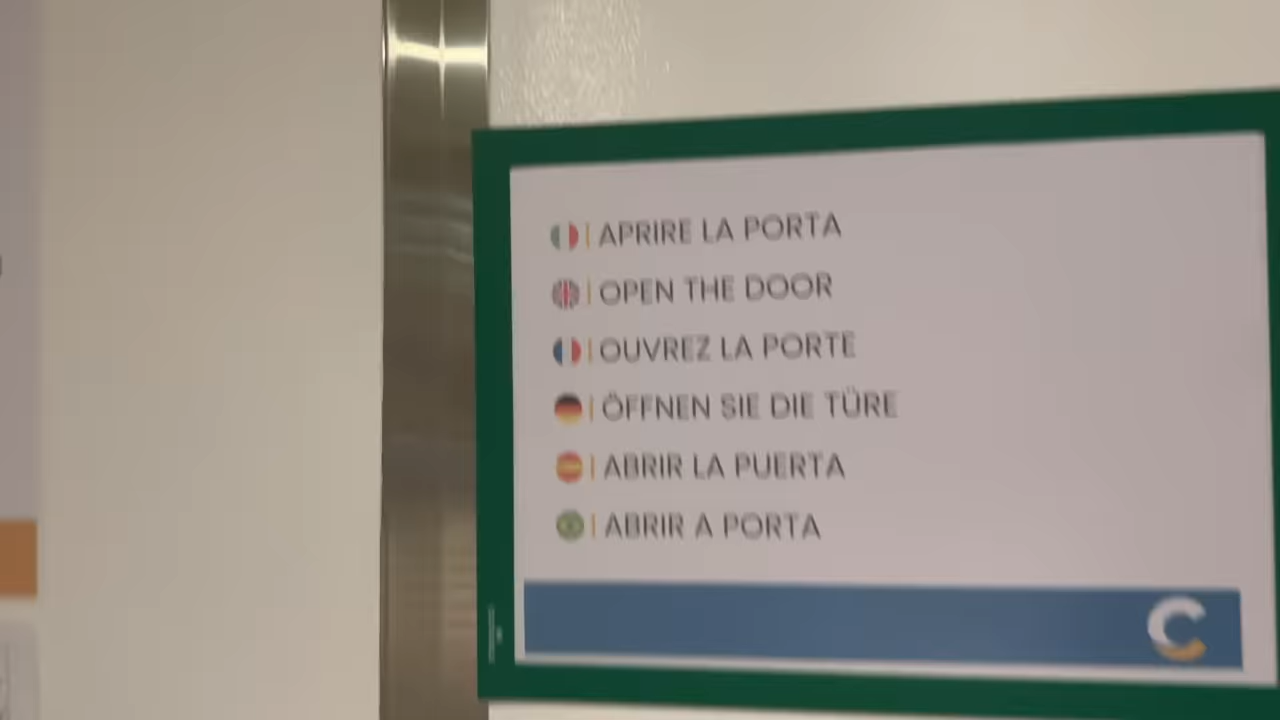 APRIRE LA PORTA
OPEN THE DOOR
OUVREZ LA PORTE
ÖFFNEN SIE DIE TÜRE
ABRIR LA PUERTA
ABRIR A PORTA